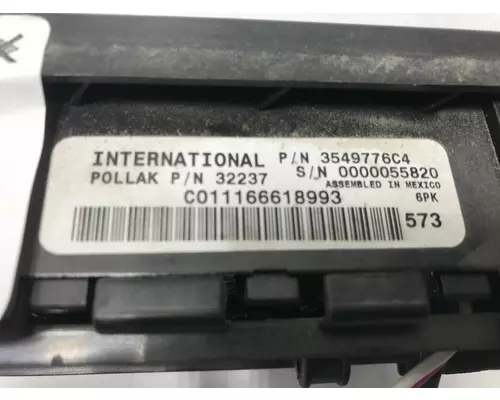 INTERNATIONAL P/N 3549776C4
POLLAK P/N 32237 S/N 0000055820
ASSEMBLED IN MEXICO
C011166618993 6PK
573